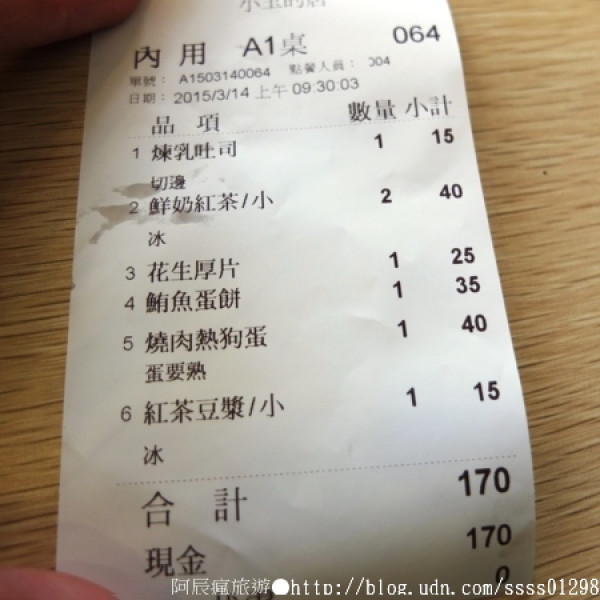 內 用 A1桌 064
單號： A1503140064 點餐人員： 004
日期： 2015/3/14 上午 09:30:03
品 項 數量 小計
1 煉乳吐司 1 15
切邊
2 鮮奶紅茶/小 2 40
冰
3 花生厚片 1 25
4 鮪魚蛋餅 1 35
5 燒肉熱狗蛋 1 40
蛋要熟
6 紅茶豆漿/小 1 15
冰
合 計 170
現金 170
0
阿辰瘋旅遊●http://blog.udn.com/ssss01298